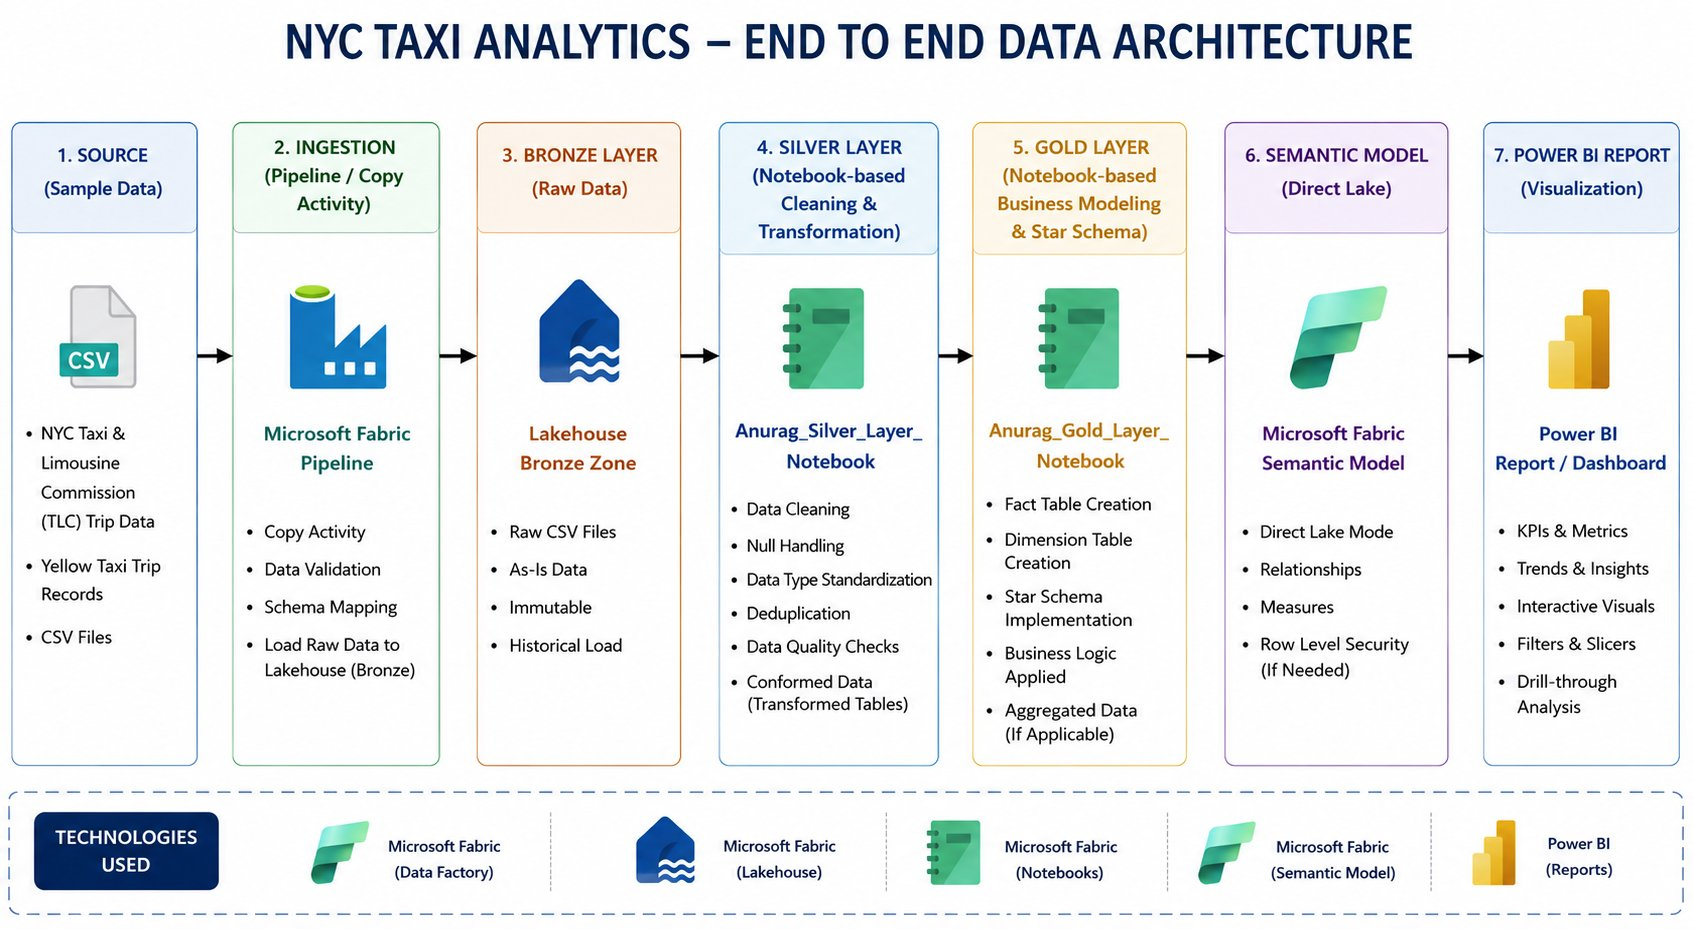 NYC TAXI ANALYTICS – END TO END DATA ARCHITECTURE
1. SOURCE
(Sample Data)
CSV
• NYC Taxi &
Limousine
Commission
(TLC) Trip Data
• Yellow Taxi Trip
Records
• CSV Files
2. INGESTION
(Pipeline / Copy
Activity)
Microsoft Fabric
Pipeline
• Copy Activity
• Data Validation
• Schema Mapping
• Load Raw Data to
Lakehouse (Bronze)
3. BRONZE LAYER
(Raw Data)
Lakehouse
Bronze Zone
• Raw CSV Files
• As-Is Data
• Immutable
• Historical Load
4. SILVER LAYER
(Notebook-based
Cleaning &
Transformation)
Anurag_Silver_Layer_
Notebook
• Data Cleaning
• Null Handling
• Data Type Standardization
• Deduplication
• Data Quality Checks
• Conformed Data
(Transformed Tables)
5. GOLD LAYER
(Notebook-based
Business Modeling
& Star Schema)
Anurag_Gold_Layer_
Notebook
• Fact Table Creation
• Dimension Table
Creation
• Star Schema
Implementation
• Business Logic
Applied
• Aggregated Data
(If Applicable)
6. SEMANTIC MODEL
(Direct Lake)
Microsoft Fabric
Semantic Model
• Direct Lake Mode
• Relationships
• Measures
• Row Level Security
(If Needed)
7. POWER BI REPORT
(Visualization)
Power BI
Report / Dashboard
• KPIs & Metrics
• Trends & Insights
• Interactive Visuals
• Filters & Slicers
• Drill-through
Analysis
TECHNOLOGIES
USED
Microsoft Fabric
(Data Factory)
Microsoft Fabric
(Lakehouse)
Microsoft Fabric
(Notebooks)
Microsoft Fabric
(Semantic Model)
Power BI
(Reports)